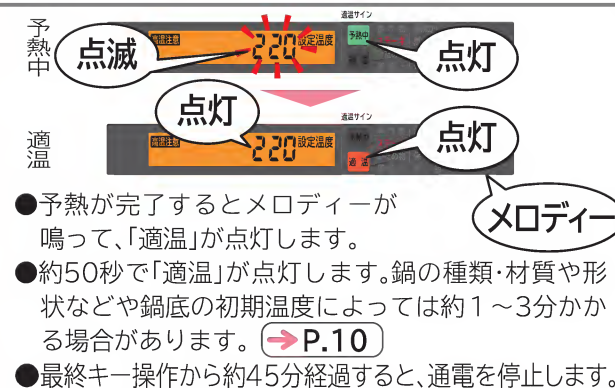 予熱中
適温サイン
高温注意
220
設定温度
予熱中
点滅
点灯
点灯
適温サイン
適温
高温注意
220
設定温度
適温
点灯
メロディー
●予熱が完了するとメロディーが
鳴って、「適温」が点灯します。
●約50秒で「適温」が点灯します。鍋の種類・材質や形
状などや鍋底の初期温度によっては約1~3分かか
る場合があります。 →P.10
●最終キー操作から約45分経過すると、通電を停止します。